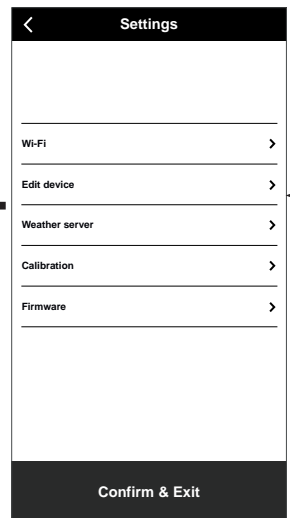 Settings
Wi-Fi
Edit device
Weather server
Calibration
Firmware
Confirm & Exit